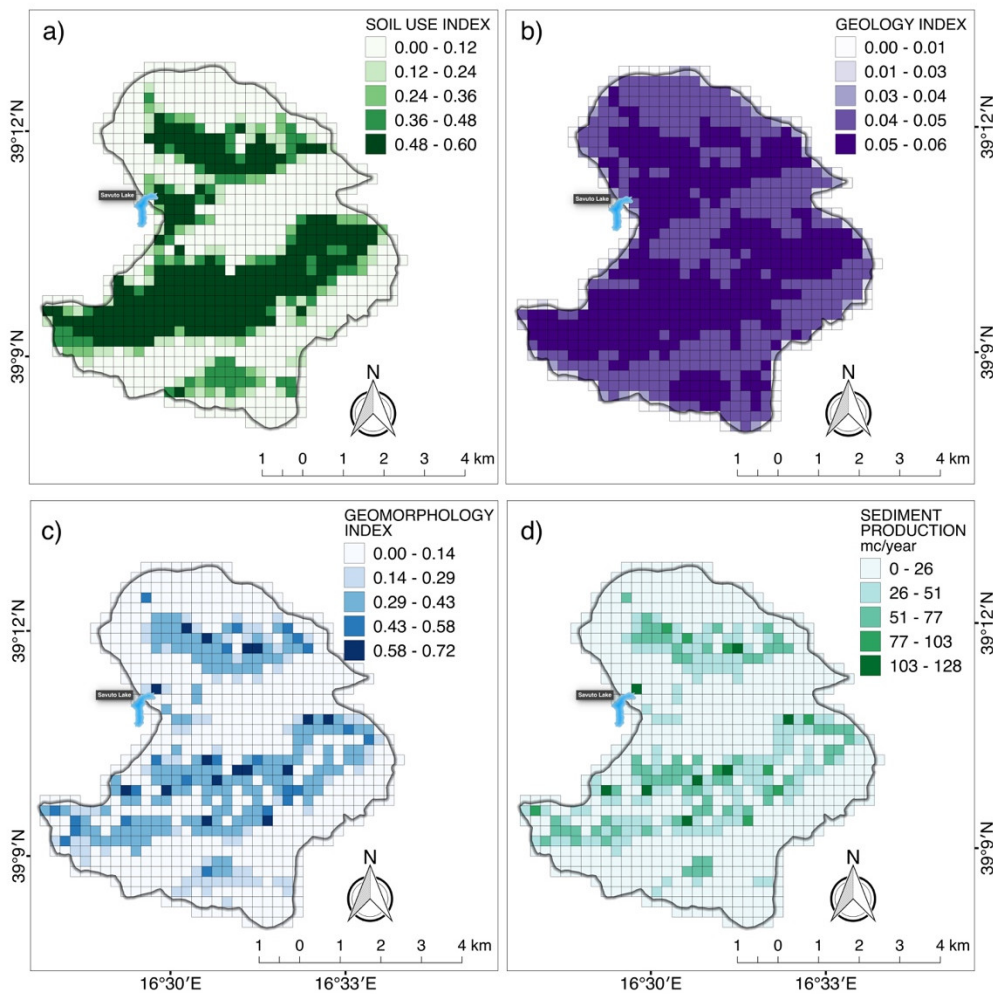 a)
SOIL USE INDEX
0.00 - 0.12
0.12 - 0.24
0.24 - 0.36
0.36 - 0.48
0.48 - 0.60
39°12'N
Savuto Lake
39°9'N
N
1 0 1 2 3 4 km
b)
GEOLOGY INDEX
0.00 - 0.01
0.01 - 0.03
0.03 - 0.04
0.04 - 0.05
0.05 - 0.06
39°12'N
Savuto Lake
39°9'N
N
1 0 1 2 3 4 km
c)
GEOMORPHOLOGY
INDEX
0.00 - 0.14
0.14 - 0.29
0.29 - 0.43
0.43 - 0.58
0.58 - 0.72
39°12'N
Savuto Lake
39°9'N
N
1 0 1 2 3 4 km
16°30'E 16°33'E
d)
SEDIMENT
PRODUCTION
mc/year
0 - 26
26 - 51
51 - 77
77 - 103
103 - 128
39°12'N
Savuto Lake
39°9'N
N
1 0 1 2 3 4 km
16°30'E 16°33'E